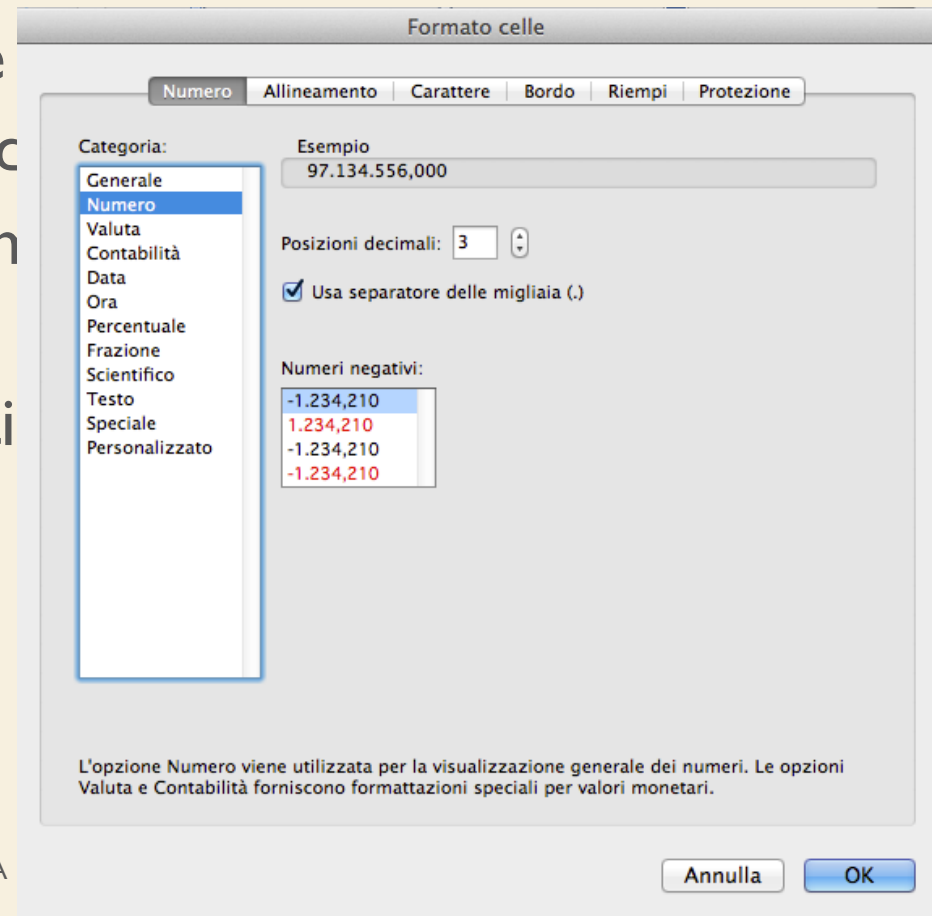 Formato celle
Numero Allineamento Carattere Bordo Riempi Protezione
Categoria:
Generale
Numero
Valuta
Contabilità
Data
Ora
Percentuale
Frazione
Scientifico
Testo
Speciale
Personalizzato
Esempio
97.134.556,000
Posizioni decimali: 3
Usa separatore delle migliaia (.)
Numeri negativi:
-1.234,210
1.234,210
-1.234,210
-1.234,210
L'opzione Numero viene utilizzata per la visualizzazione generale dei numeri. Le opzioni
Valuta e Contabilità forniscono formattazioni speciali per valori monetari.
Annulla OK